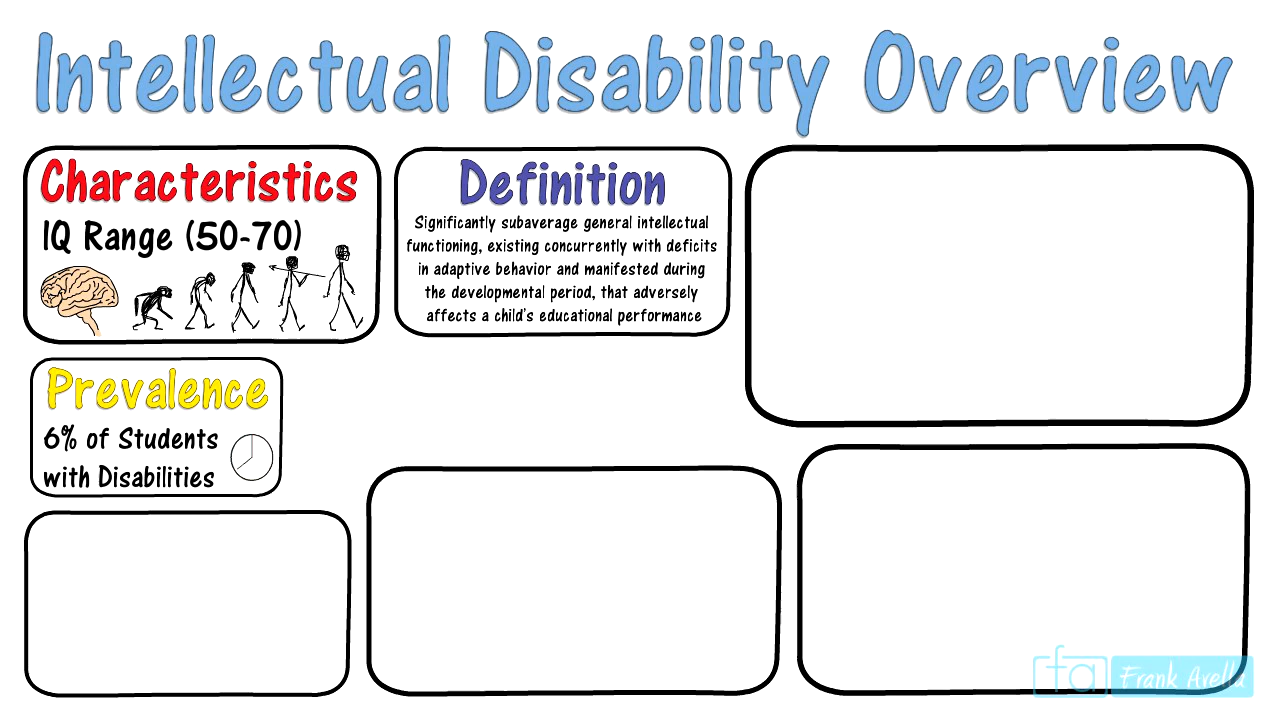 Intellectual Disability Overview
Characteristics
IQ Range (50-70)
Definition
Significantly subaverage general intellectual
functioning, existing concurrently with deficits
in adaptive behavior and manifested during
the developmental period, that adversely
affects a child's educational performance
Prevalence
6% of Students
with Disabilities
fa Frank Avella